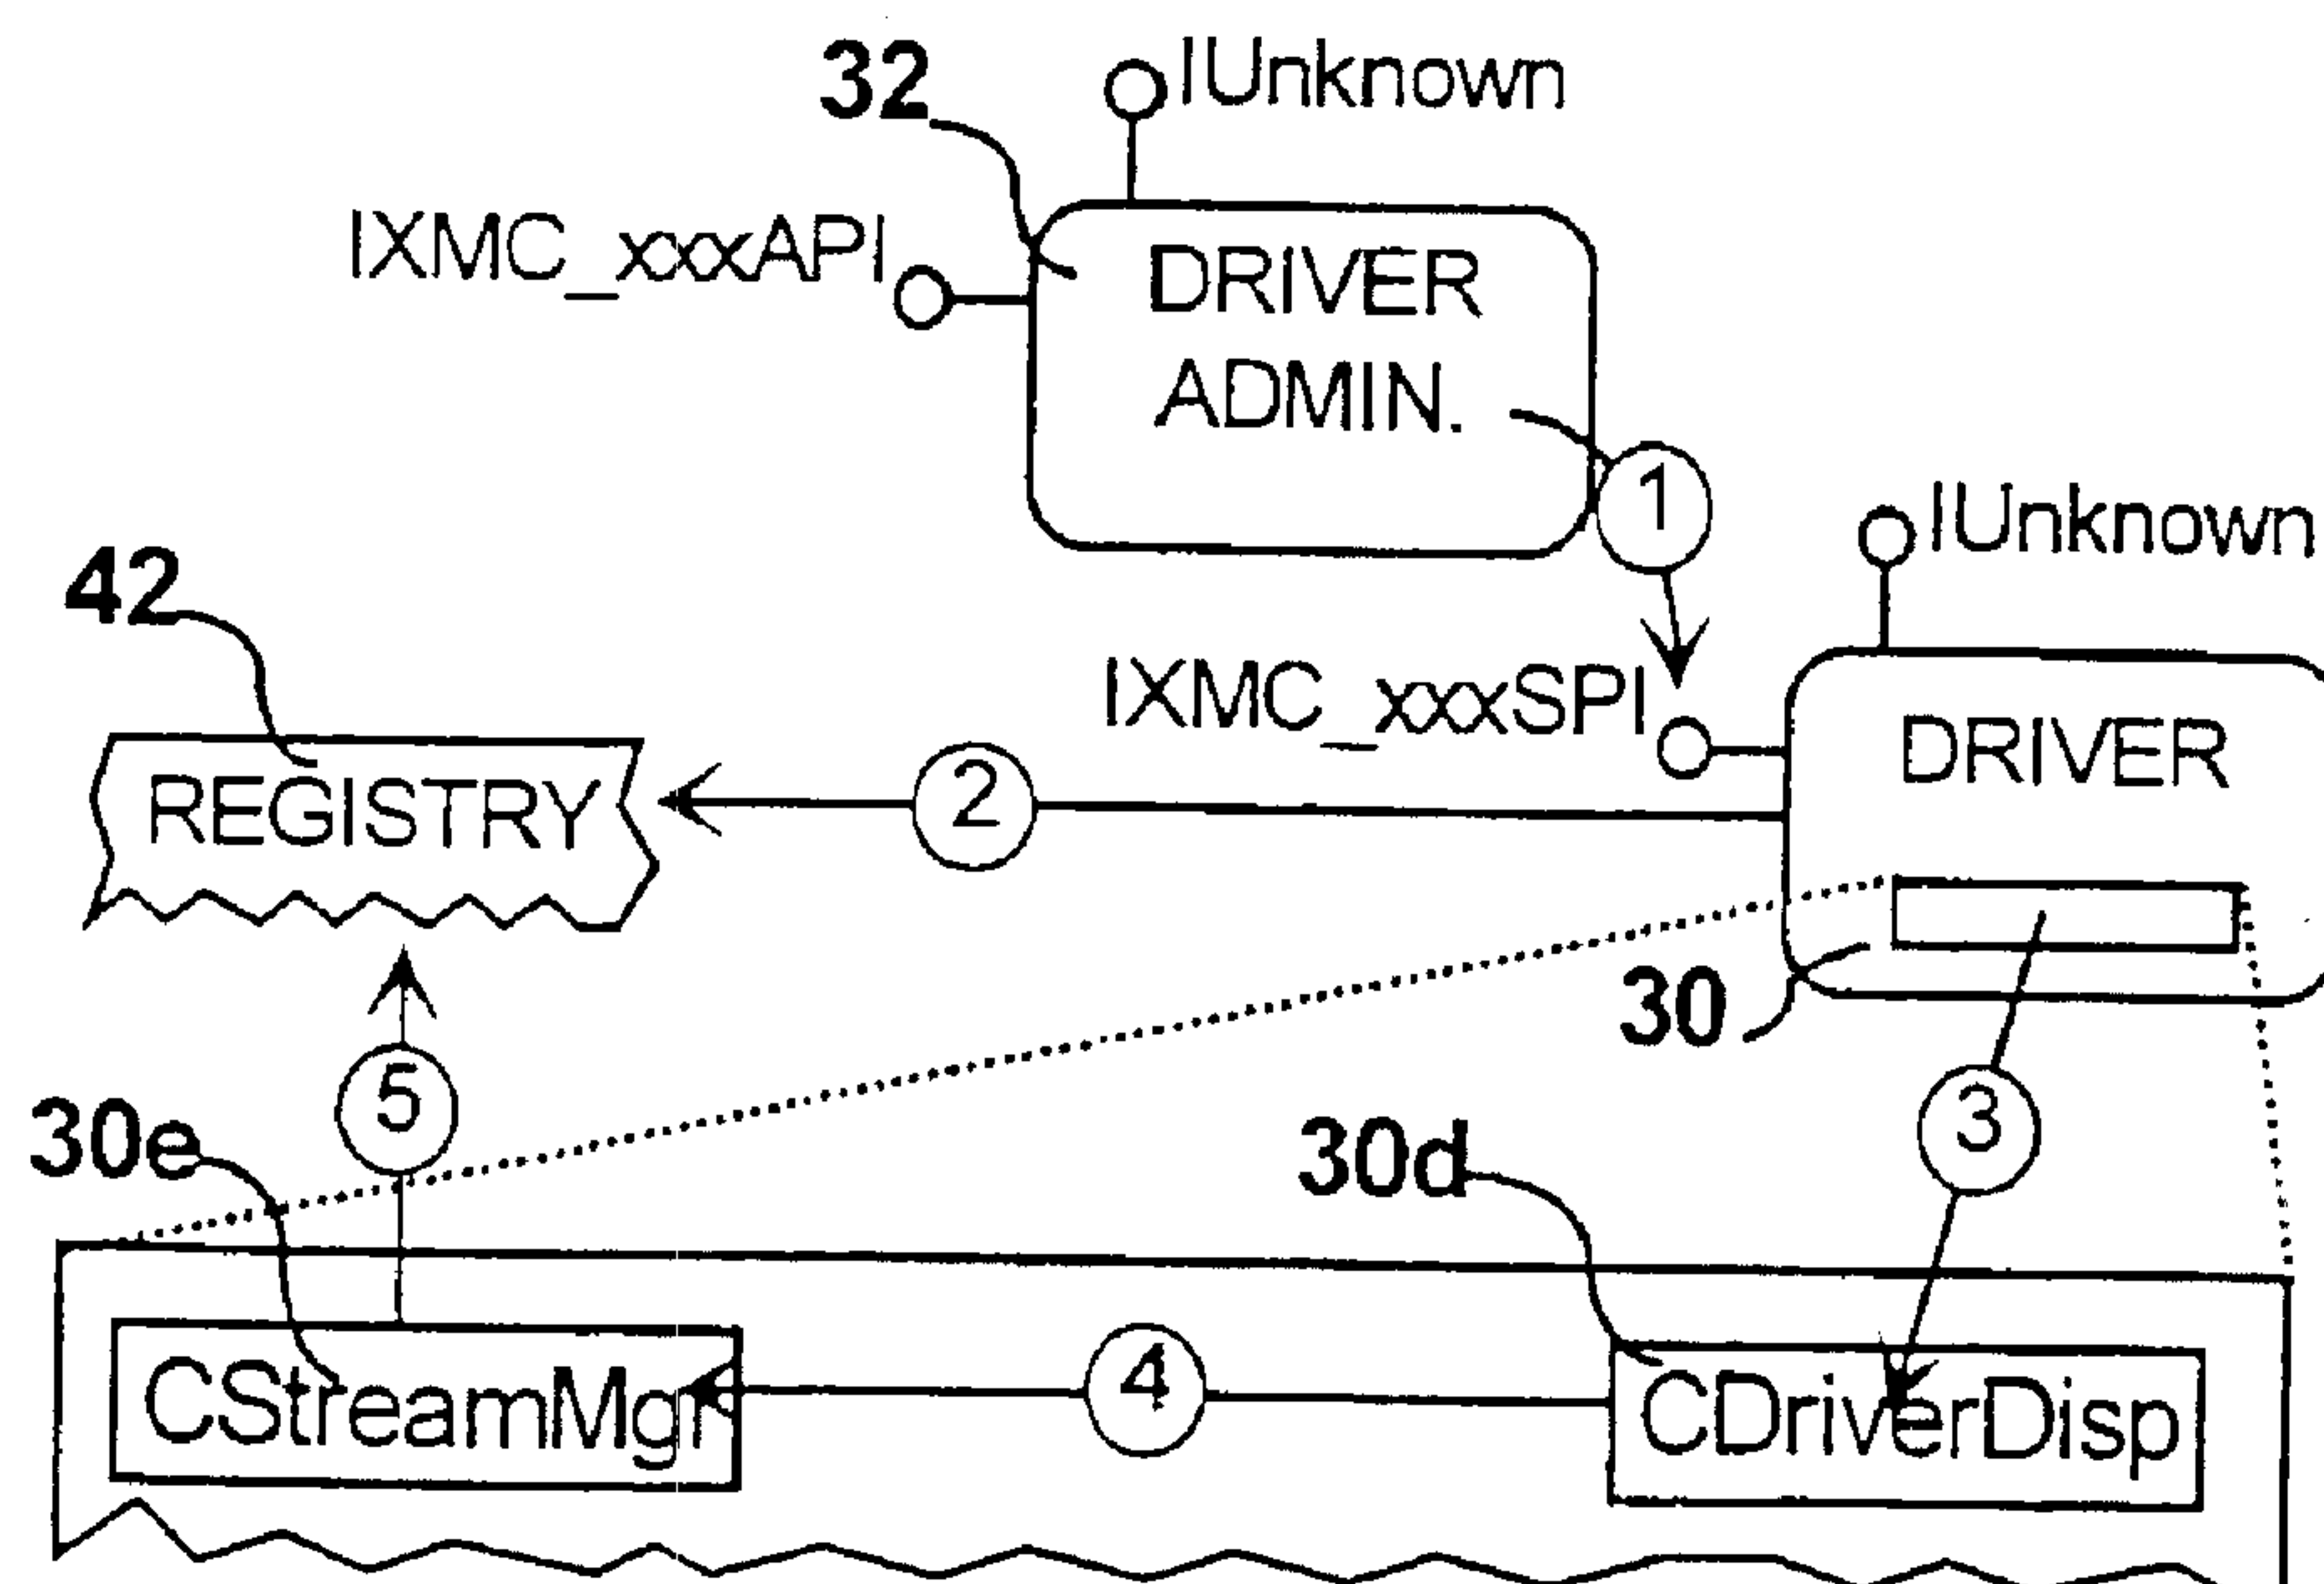 32
IUnknown
IXMC_xxxAPI
DRIVER
ADMIN.
1
IUnknown
42
IXMC_xxxSPI
DRIVER
REGISTRY
2
30
5
3
30e
30d
CStreamMgr
4
CDriverDisp